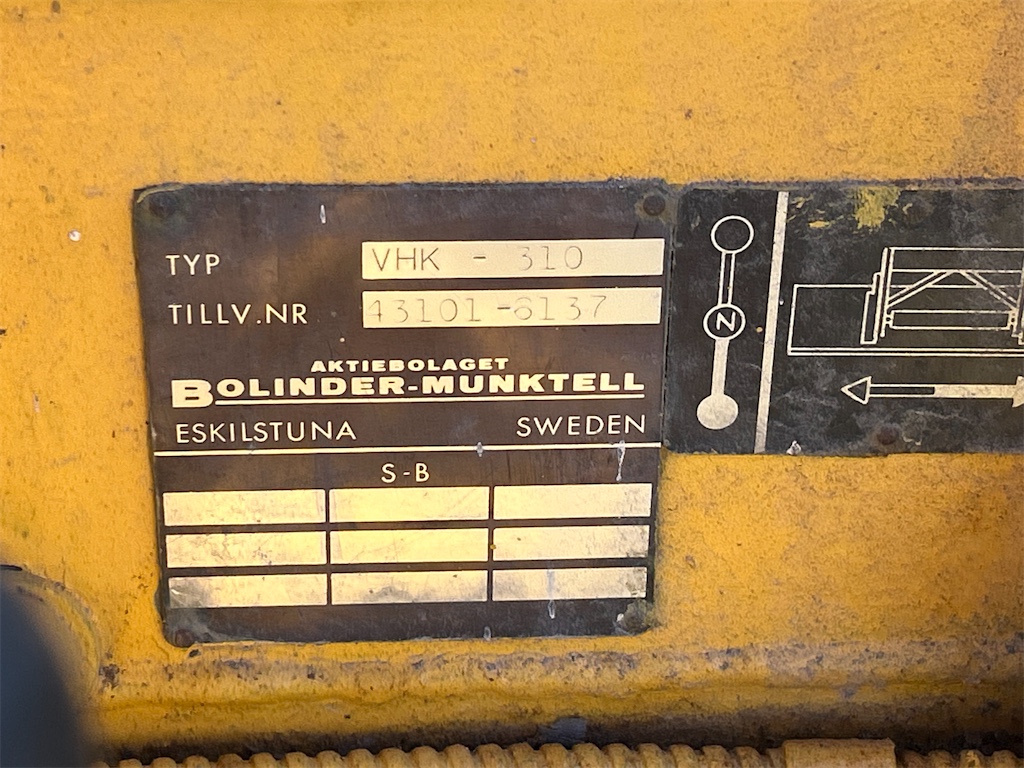 TYP VHK - 310
TILLV.NR 43101-6137
AKTIEBOLAGET
BOLINDER-MUNKTELL
ESKILSTUNA SWEDEN
S-B
N